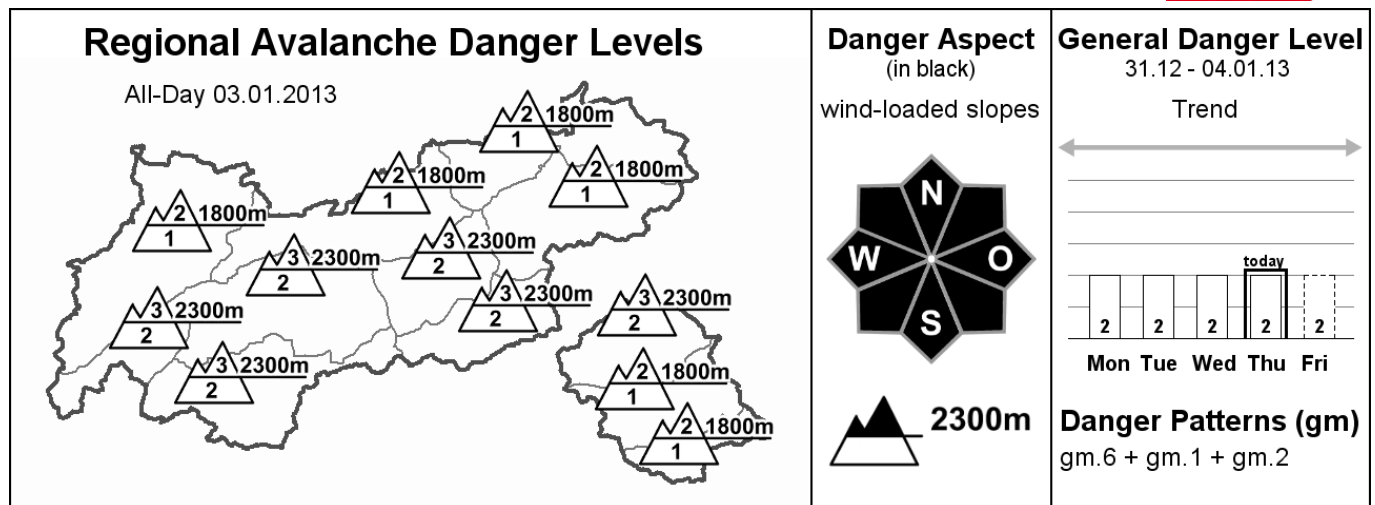 Regional Avalanche Danger Levels
All-Day 03.01.2013
2 1800m
1
2 1800m
1
2 1800m
1
2 1800m
1
3 2300m
2
3 2300m
2
3 2300m
2
3 2300m
2
3 2300m
2
3 2300m
2
2 1800m
1
2 1800m
1
Danger Aspect
(in black)
wind-loaded slopes
N
W O
S
2300m
General Danger Level
31.12 - 04.01.13
Trend
today
2 2 2 2 2
Mon Tue Wed Thu Fri
Danger Patterns (gm)
gm.6 + gm.1 + gm.2